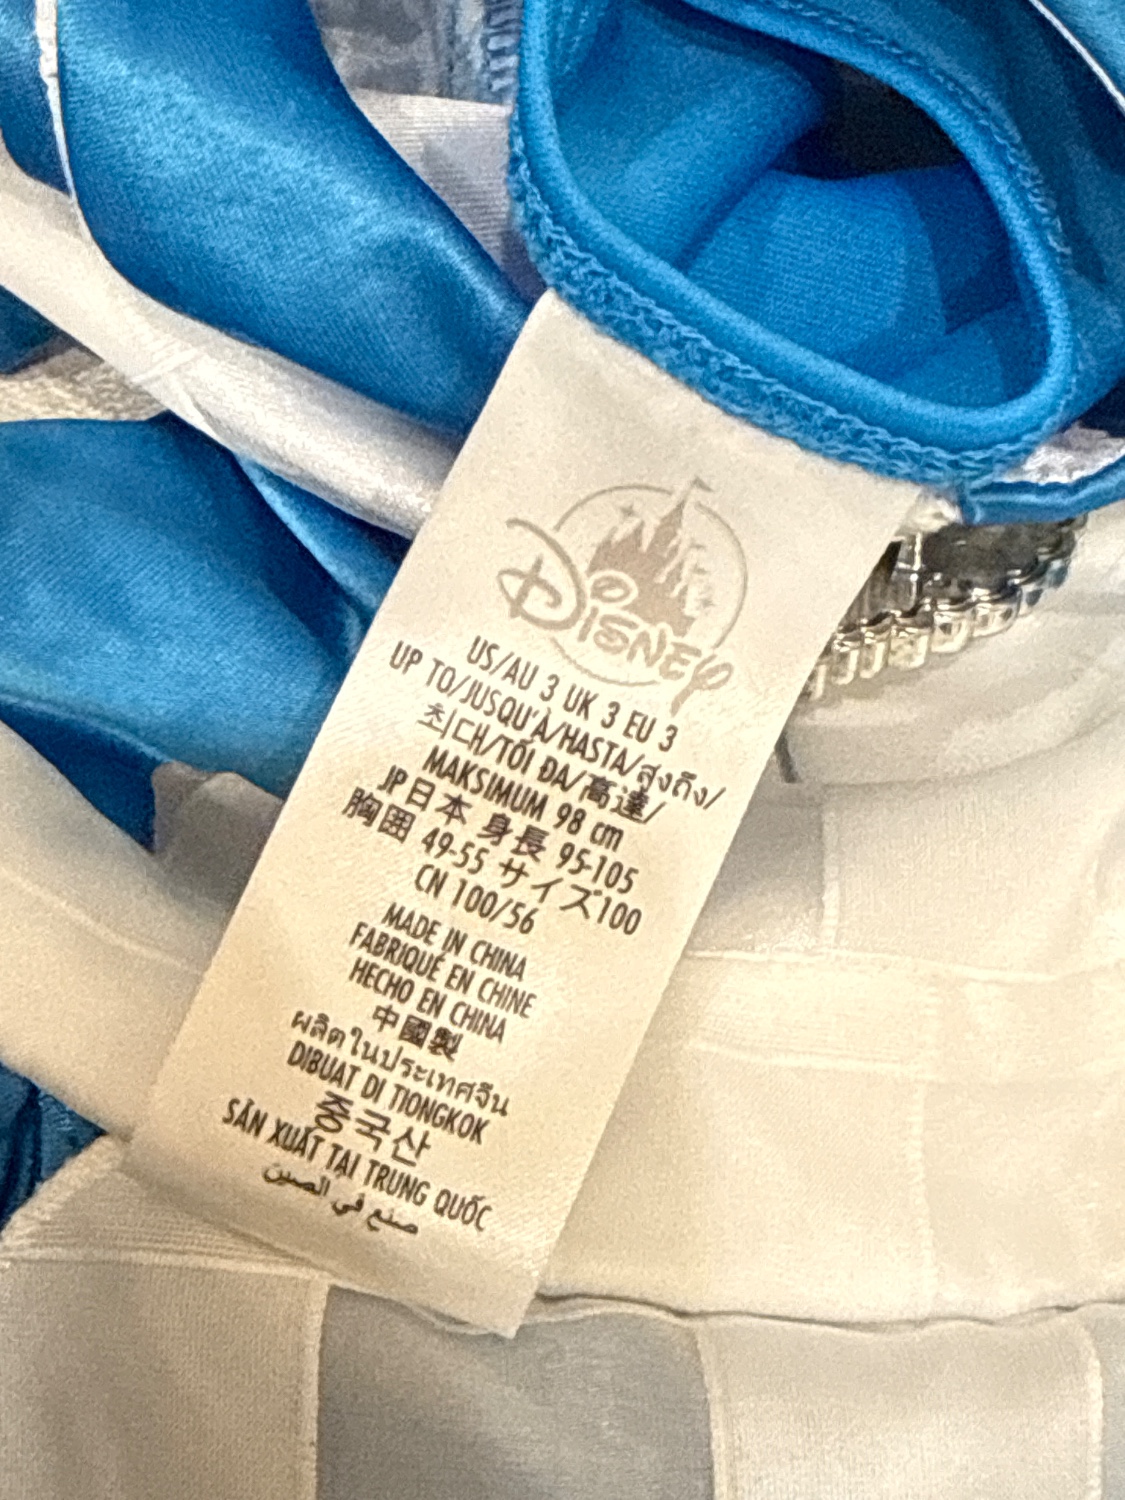 Disney
US/AU 3 UK 3 EU 3
UP TO/JUSQU'À/HASTA/สูงถึง/
최대/TỐI ĐA/高達/
MAKSIMUM 98 cm
JP日本 身長 95-105
胸囲 49-55 サイズ100
CN 100/56
MADE IN CHINA
FABRIQUÉ EN CHINE
HECHO EN CHINA
中國製
ผลิตในประเทศจีน
DIBUAT DI TIONGKOK
중국산
SẢN XUẤT TẠI TRUNG QUỐC
صنع في الصين